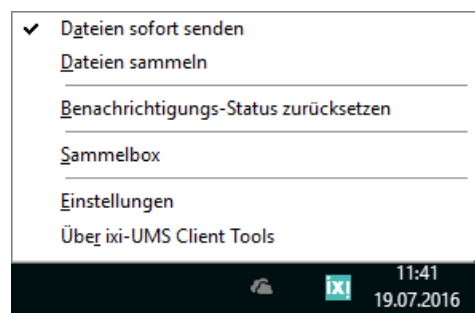 Dateien sofort senden
Dateien sammeln
Benachrichtigungs-Status zurücksetzen
Sammelbox
Einstellungen
Über ixi-UMS Client Tools
ixi
11:41
19.07.2016